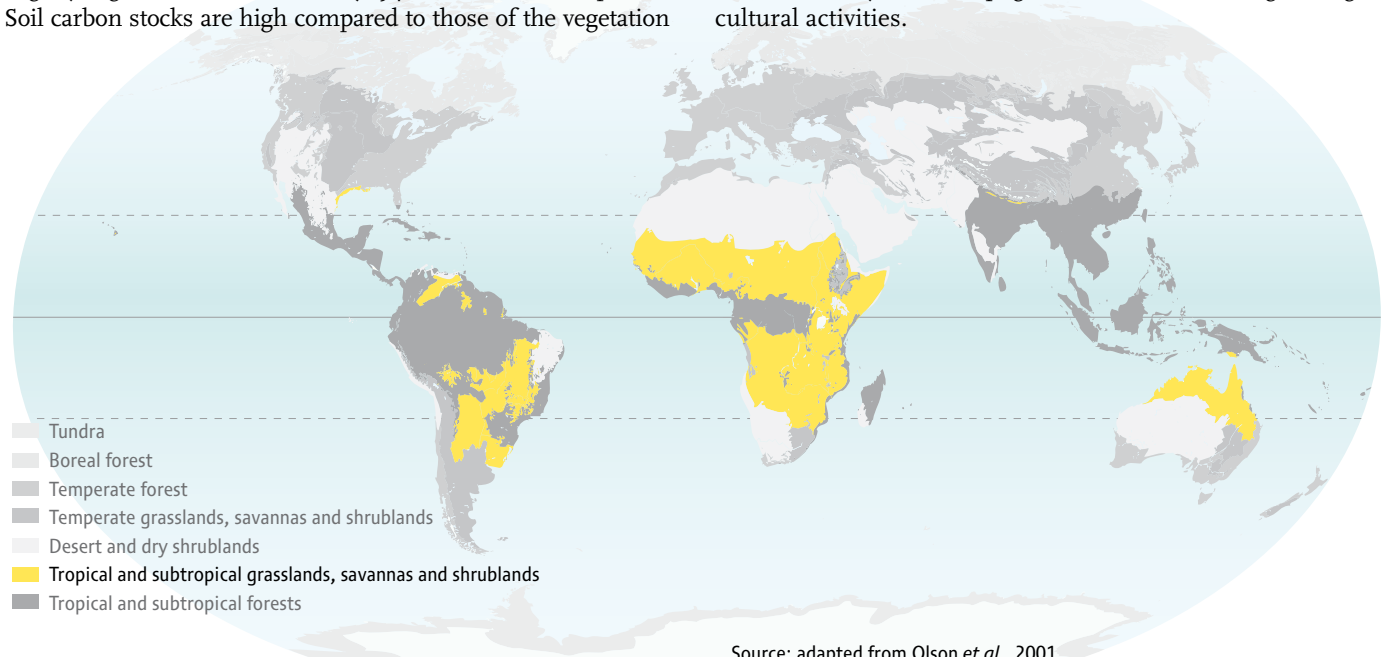 Soil carbon stocks are high compared to those of the vegetation
cultural activities.
Tundra
Boreal forest
Temperate forest
Temperate grasslands, savannas and shrublands
Desert and dry shrublands
Tropical and subtropical grasslands, savannas and shrublands
Tropical and subtropical forests
Source: adapted from Olson et al., 2001